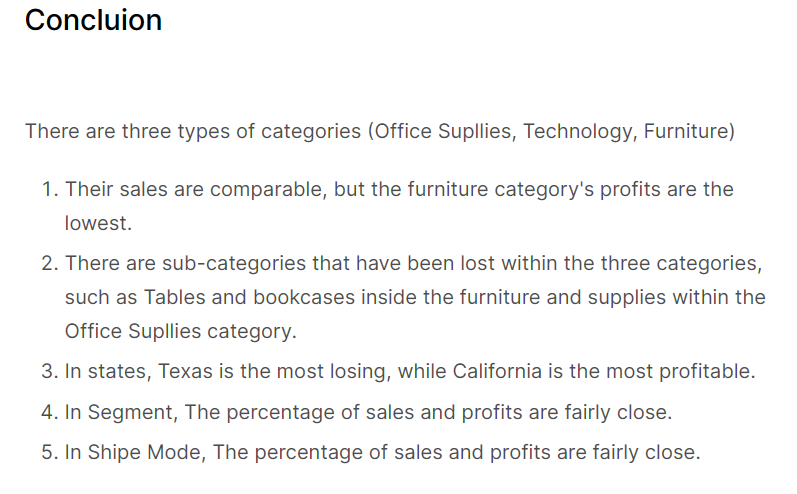 Concluion
There are three types of categories (Office Supllies, Technology, Furniture)
1. Their sales are comparable, but the furniture category's profits are the
lowest.
2. There are sub-categories that have been lost within the three categories,
such as Tables and bookcases inside the furniture and supplies within the
Office Supllies category.
3. In states, Texas is the most losing, while California is the most profitable.
4. In Segment, The percentage of sales and profits are fairly close.
5. In Shipe Mode, The percentage of sales and profits are fairly close.